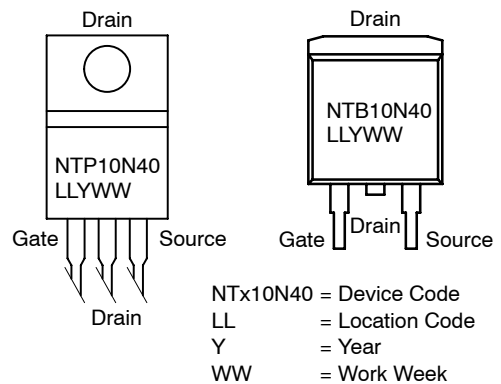 Drain
NTP10N40
LLYWW
Gate
Source
Drain
Drain
NTB10N40
LLYWW
Gate
Drain
Source
NTx10N40 = Device Code
LL = Location Code
Y = Year
WW = Work Week